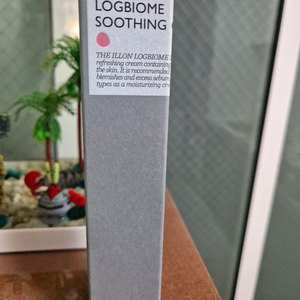 LOGBIOME
SOOTHING
THE ILLON LOGBIOME
refreshing cream containing
the skin. It is recommended
blemishes and excess sebum
types as a moisturizing cre